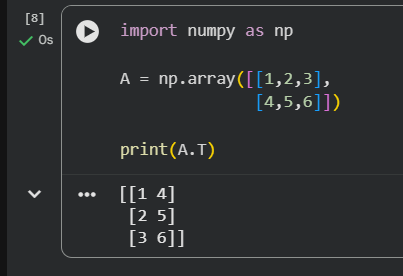 [8]
0s
import numpy as np
A = np.array([[1,2,3],
[4,5,6]])
print(A.T)
[[1 4]
[2 5]
[3 6]]